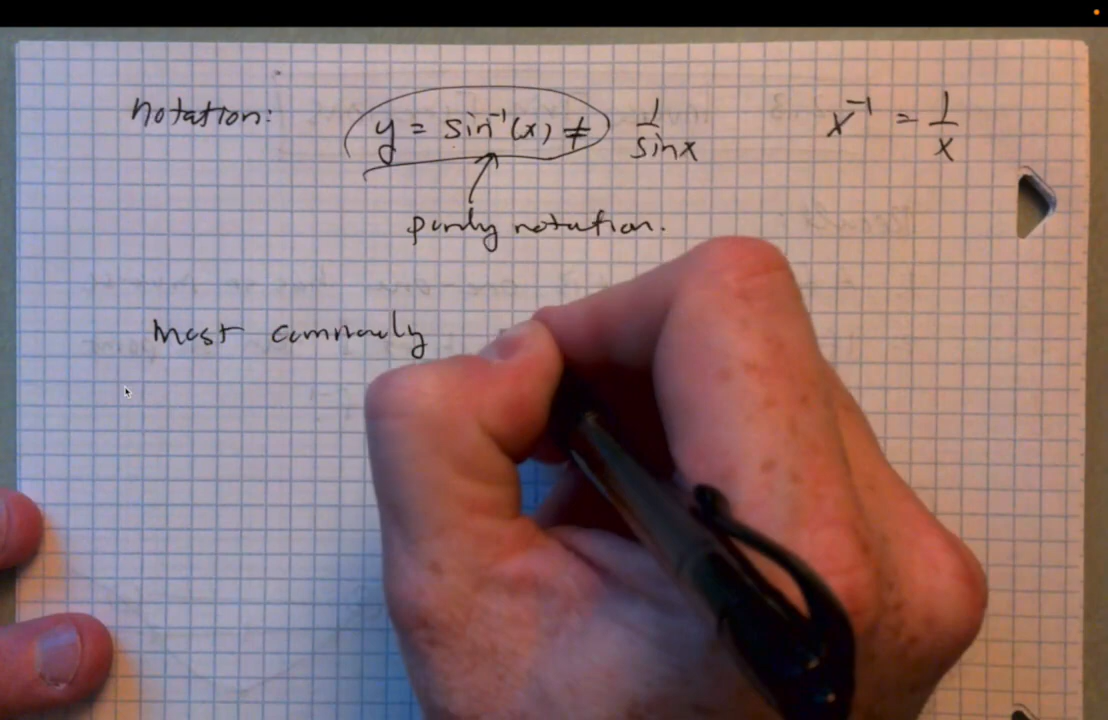 notation: y = sin⁻¹(x) ≠ 1/sinx x⁻¹ = 1/x
purely notation.
Most commonly